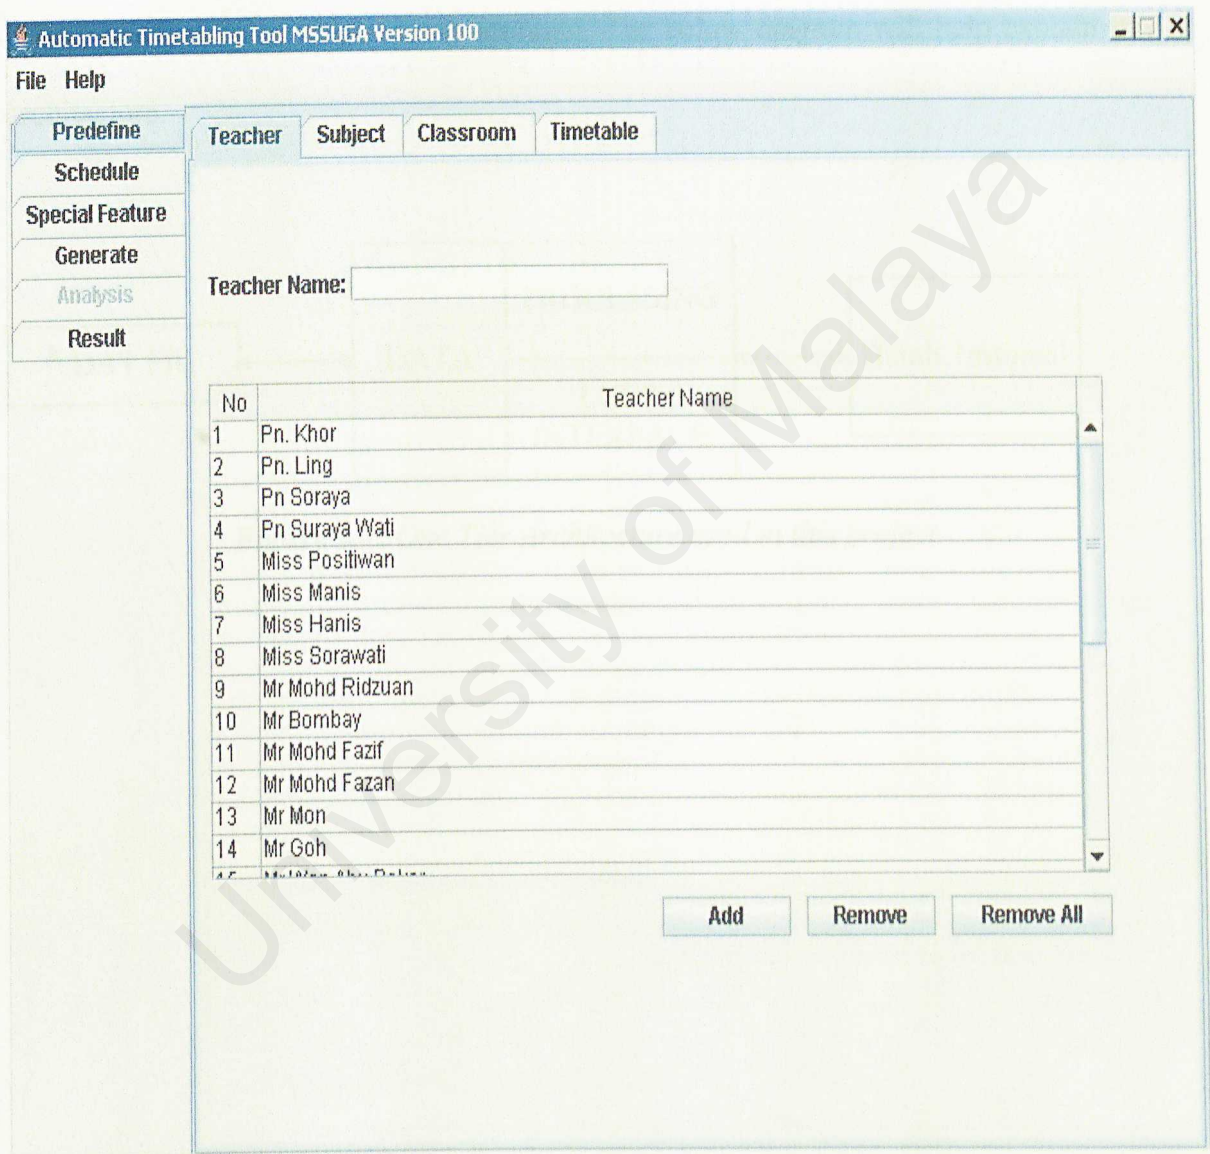 Automatic Timetabling Tool MSSUGA Version 100
File Help
Predefine
Schedule
Special Feature
Generate
Analysis
Result
Teacher Subject Classroom Timetable
Teacher Name:
No Teacher Name
1 Pn. Khor
2 Pn. Ling
3 Pn Soraya
4 Pn Suraya Wati
5 Miss Positiwan
6 Miss Manis
7 Miss Hanis
8 Miss Sorawati
9 Mr Mohd Ridzuan
10 Mr Bombay
11 Mr Mohd Fazif
12 Mr Mohd Fazan
13 Mr Mon
14 Mr Goh
Add Remove Remove All
University of Malaya